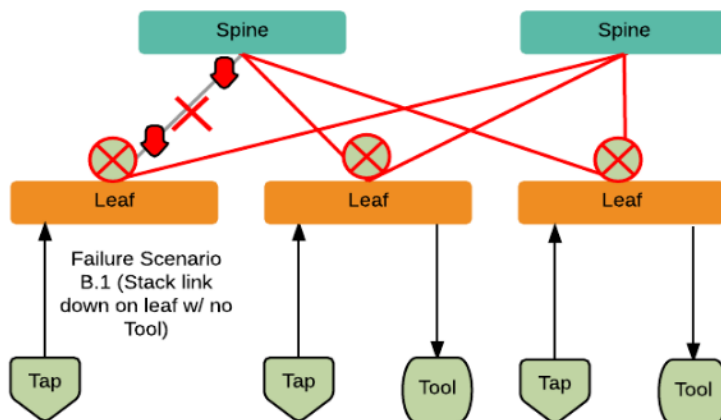 Spine
Spine
Leaf
Leaf
Leaf
Failure Scenario
B.1 (Stack link
down on leaf w/ no
Tool)
Tap
Tap
Tool
Tap
Tool